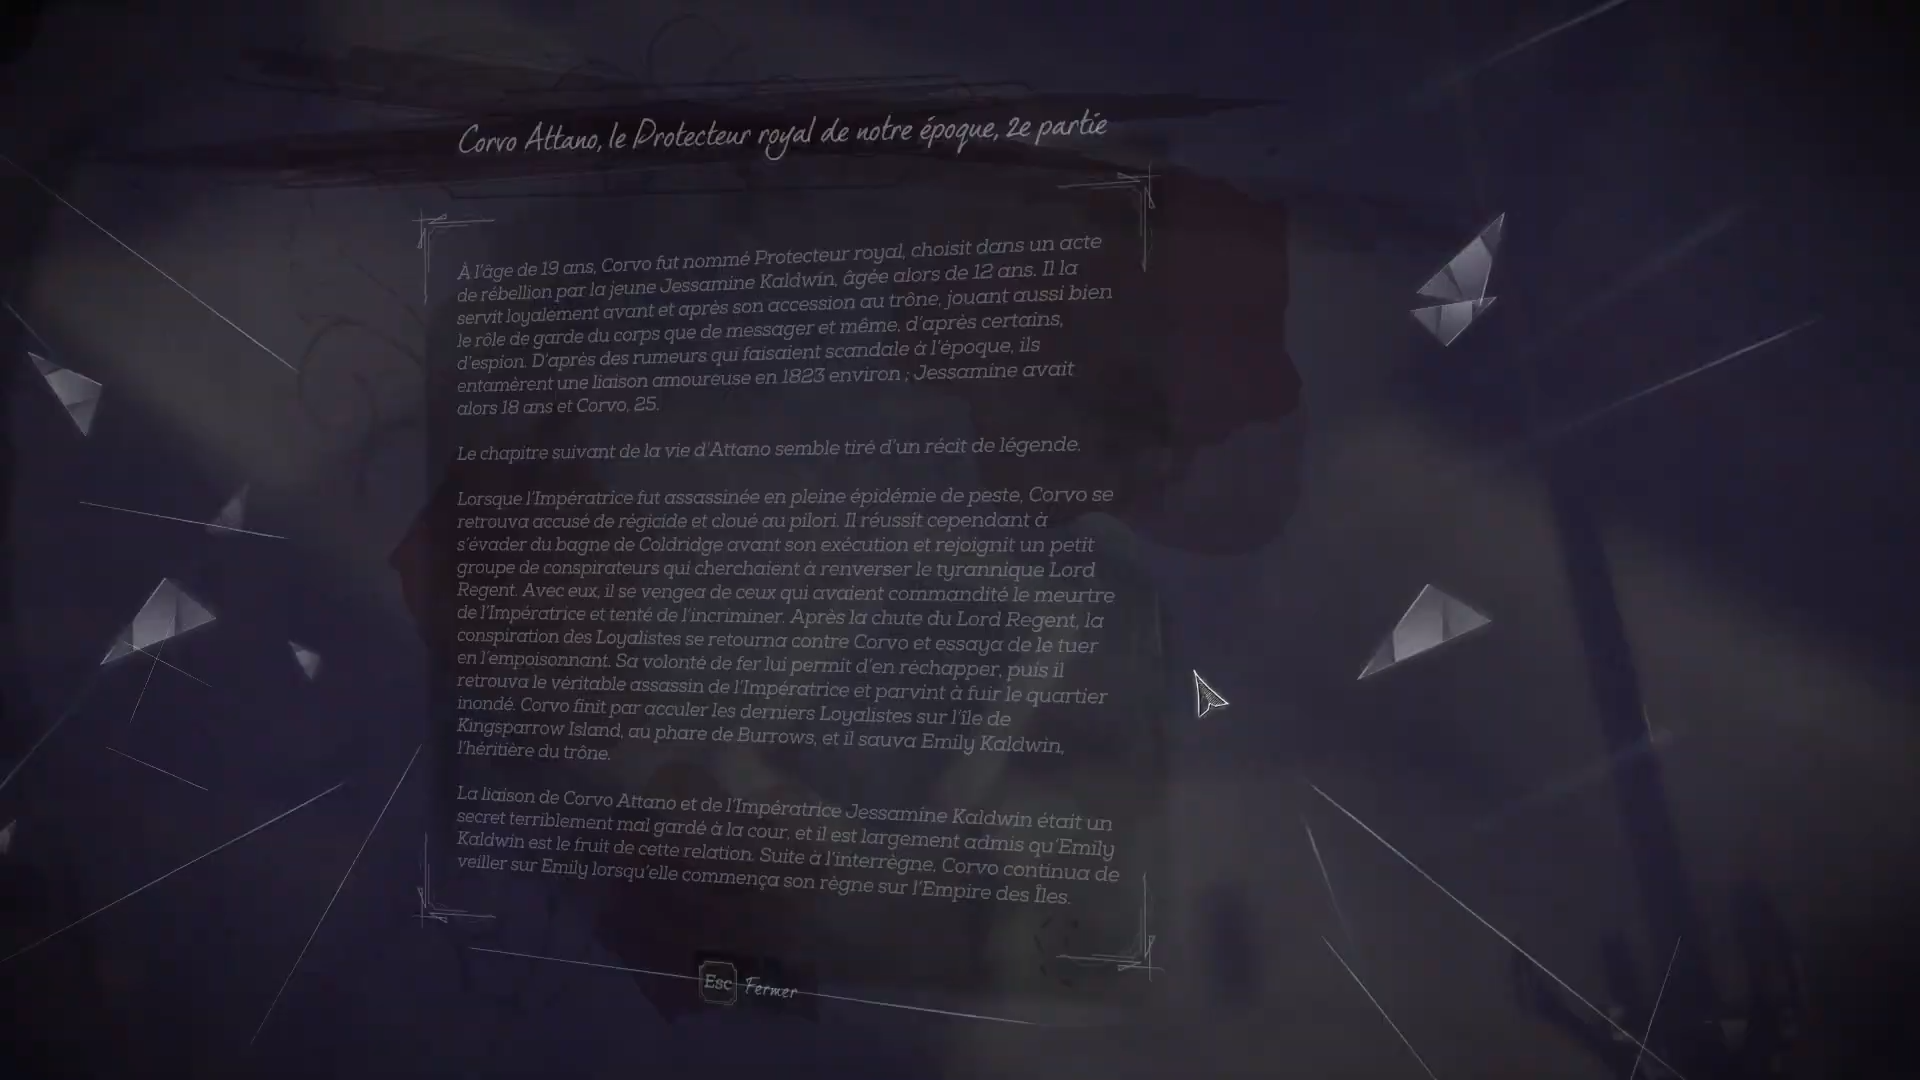 Corvo Attano, le Protecteur royal de notre époque, 2e partie
À l'âge de 19 ans, Corvo fut nommé Protecteur royal, choisit dans un acte
de rébellion par la jeune Jessamine Kaldwin, âgée alors de 12 ans. Il la
servit loyalement avant et après son accession au trône, jouant aussi bien
le rôle de garde du corps que de messager et même, d'après certains,
d'espion. D'après des rumeurs qui faisaient scandale à l'époque, ils
entamèrent une liaison amoureuse en 1823 environ ; Jessamine avait
alors 18 ans et Corvo, 25.
Le chapitre suivant de la vie d'Attano semble tiré d'un récit de légende.
Lorsque l'Impératrice fut assassinée en pleine épidémie de peste, Corvo se
retrouva accusé de régicide et cloué au pilori. Il réussit cependant à
s'évader du bagne de Coldridge avant son exécution et rejoignit un petit
groupe de conspirateurs qui cherchaient à renverser le tyrannique Lord
Regent. Avec eux, il se vengea de ceux qui avaient commandité le meurtre
de l'Impératrice et tenté de l'incriminer. Après la chute du Lord Regent, la
conspiration des Loyalistes se retourna contre Corvo et essaya de le tuer
en l'empoisonnant. Sa volonté de fer lui permit d'en réchapper, puis il
retrouva le véritable assassin de l'Impératrice et parvint à fuir le quartier
inondé. Corvo finit par acculer les derniers Loyalistes sur l'île de
Kingsparrow Island, au phare de Burrows, et il sauva Emily Kaldwin,
l'héritière du trône.
La liaison de Corvo Attano et de l'Impératrice Jessamine Kaldwin était un
secret terriblement mal gardé à la cour, et il est largement admis qu'Emily
Kaldwin est le fruit de cette relation. Suite à l'interrègne, Corvo continua de
veiller sur Emily lorsqu'elle commença son règne sur l'Empire des Îles.
Esc Fermer